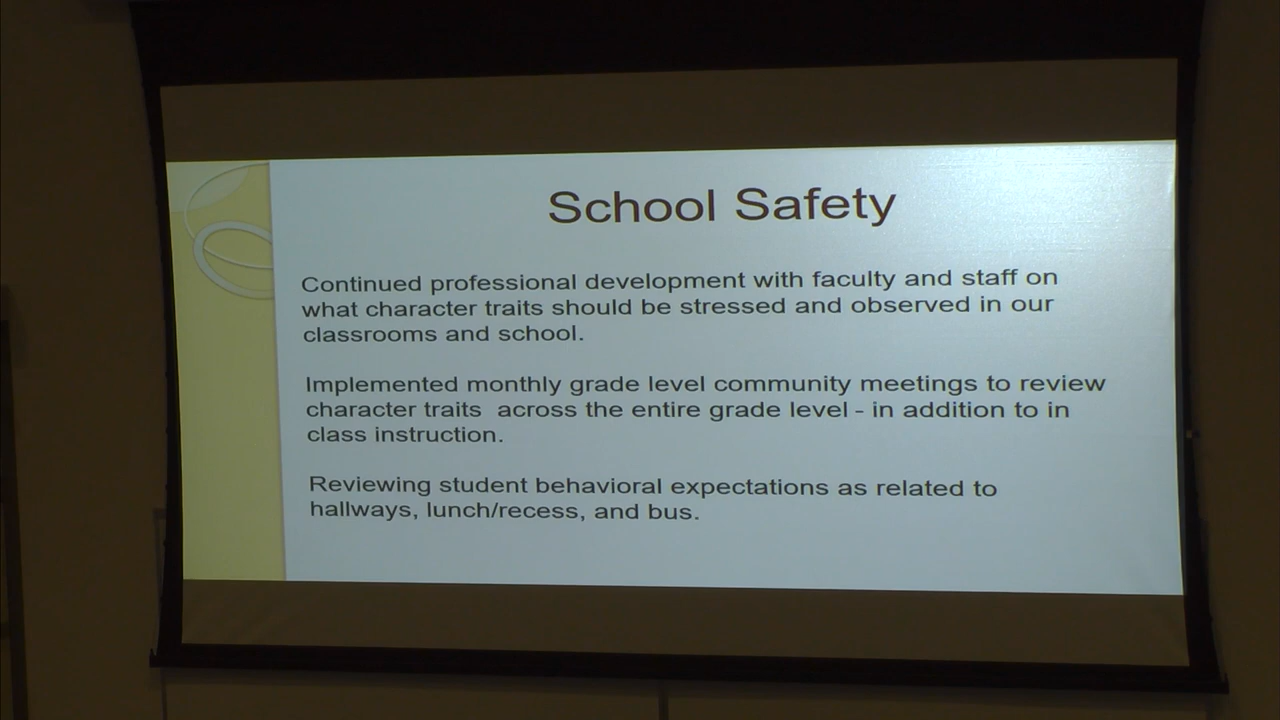 School Safety
Continued professional development with faculty and staff on
what character traits should be stressed and observed in our
classrooms and school.
Implemented monthly grade level community meetings to review
character traits  across the entire grade level - in addition to in
class instruction.
Reviewing student behavioral expectations as related to
hallways, lunch/recess, and bus.